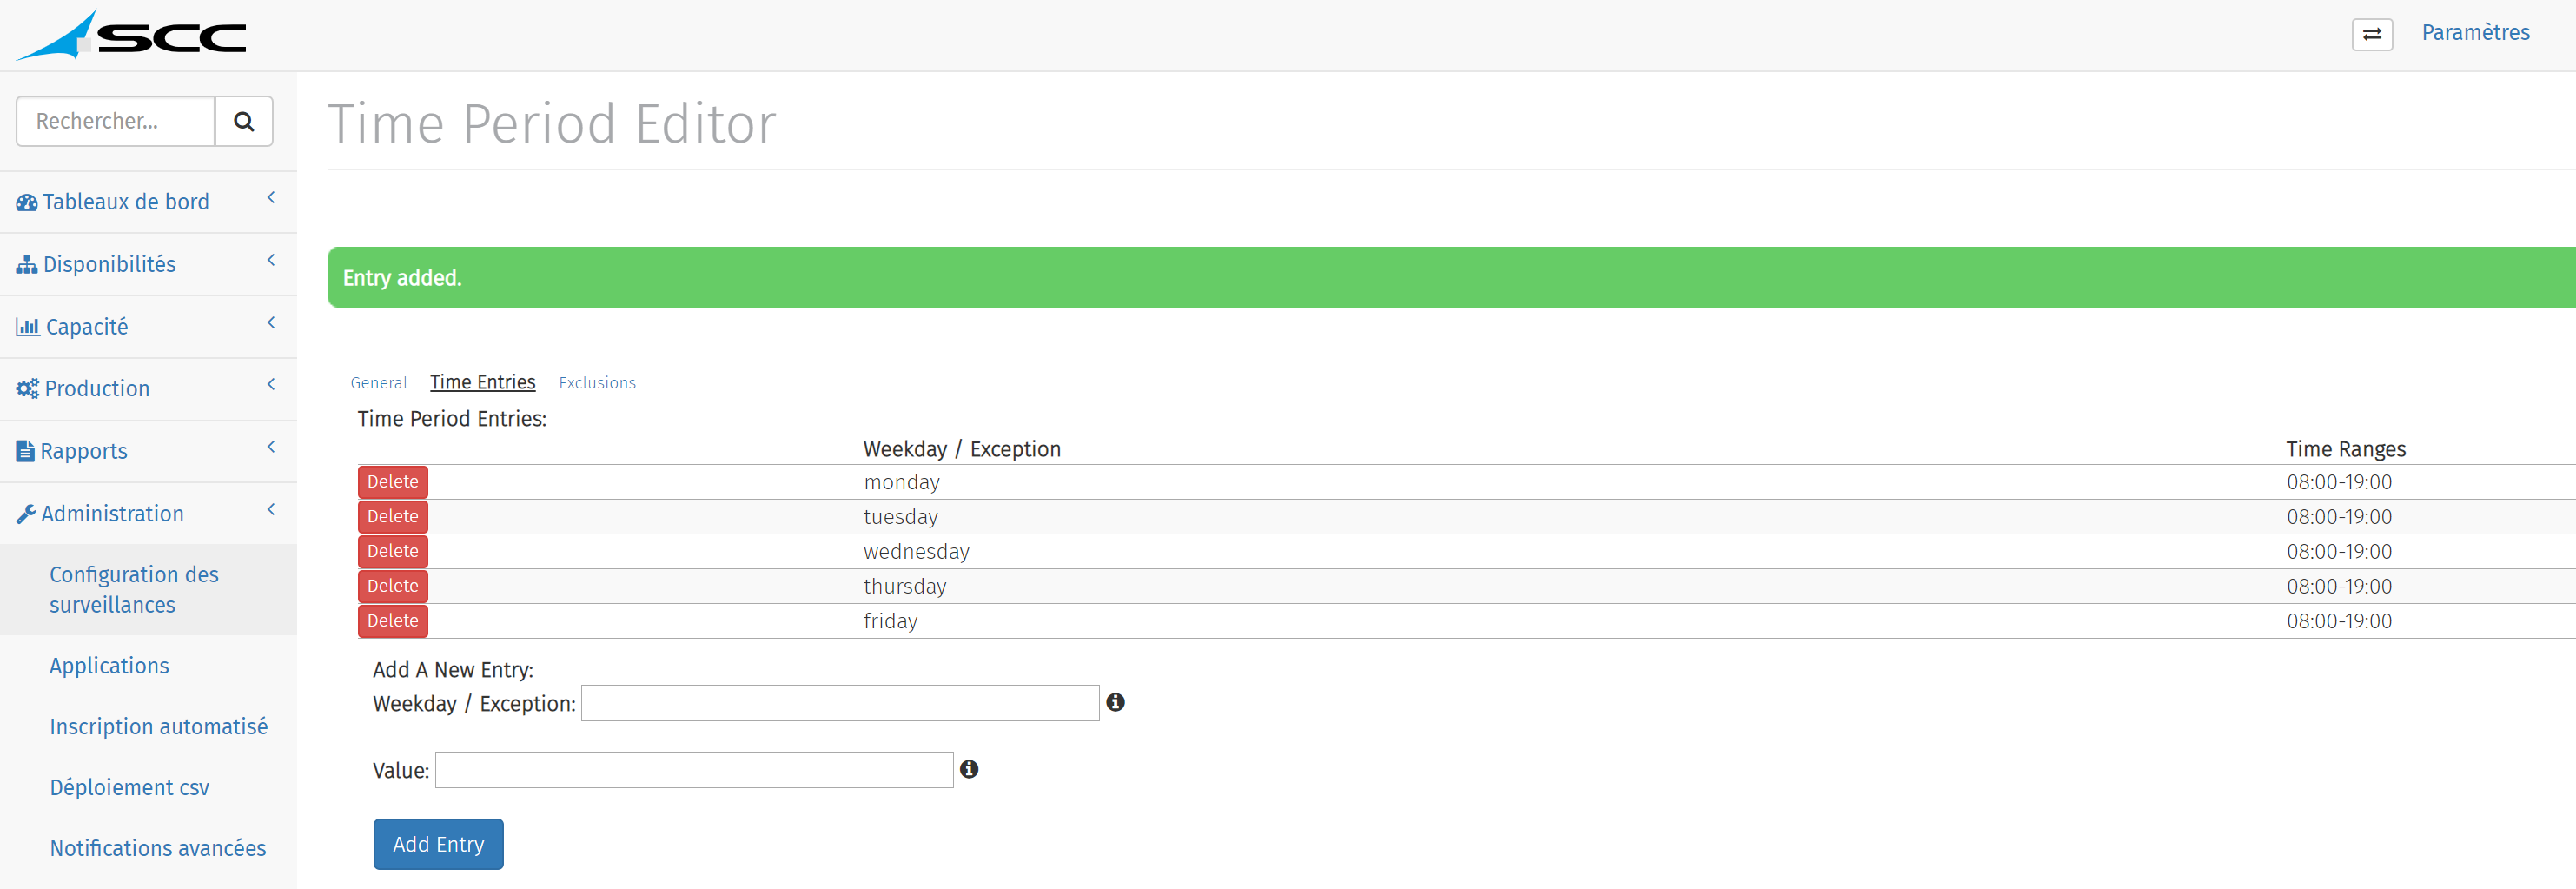 SCC
Paramètres
Rechercher...
Time Period Editor
Tableaux de bord
Disponibilités
Capacité
Production
Rapports
Administration
Configuration des
surveillances
Applications
Inscription automatisé
Déploiement csv
Notifications avancées
Entry added.
General Time Entries Exclusions
Time Period Entries:
Weekday / Exception Time Ranges
Delete monday 08:00-19:00
Delete tuesday 08:00-19:00
Delete wednesday 08:00-19:00
Delete thursday 08:00-19:00
Delete friday 08:00-19:00
Add A New Entry:
Weekday / Exception:
Value:
Add Entry